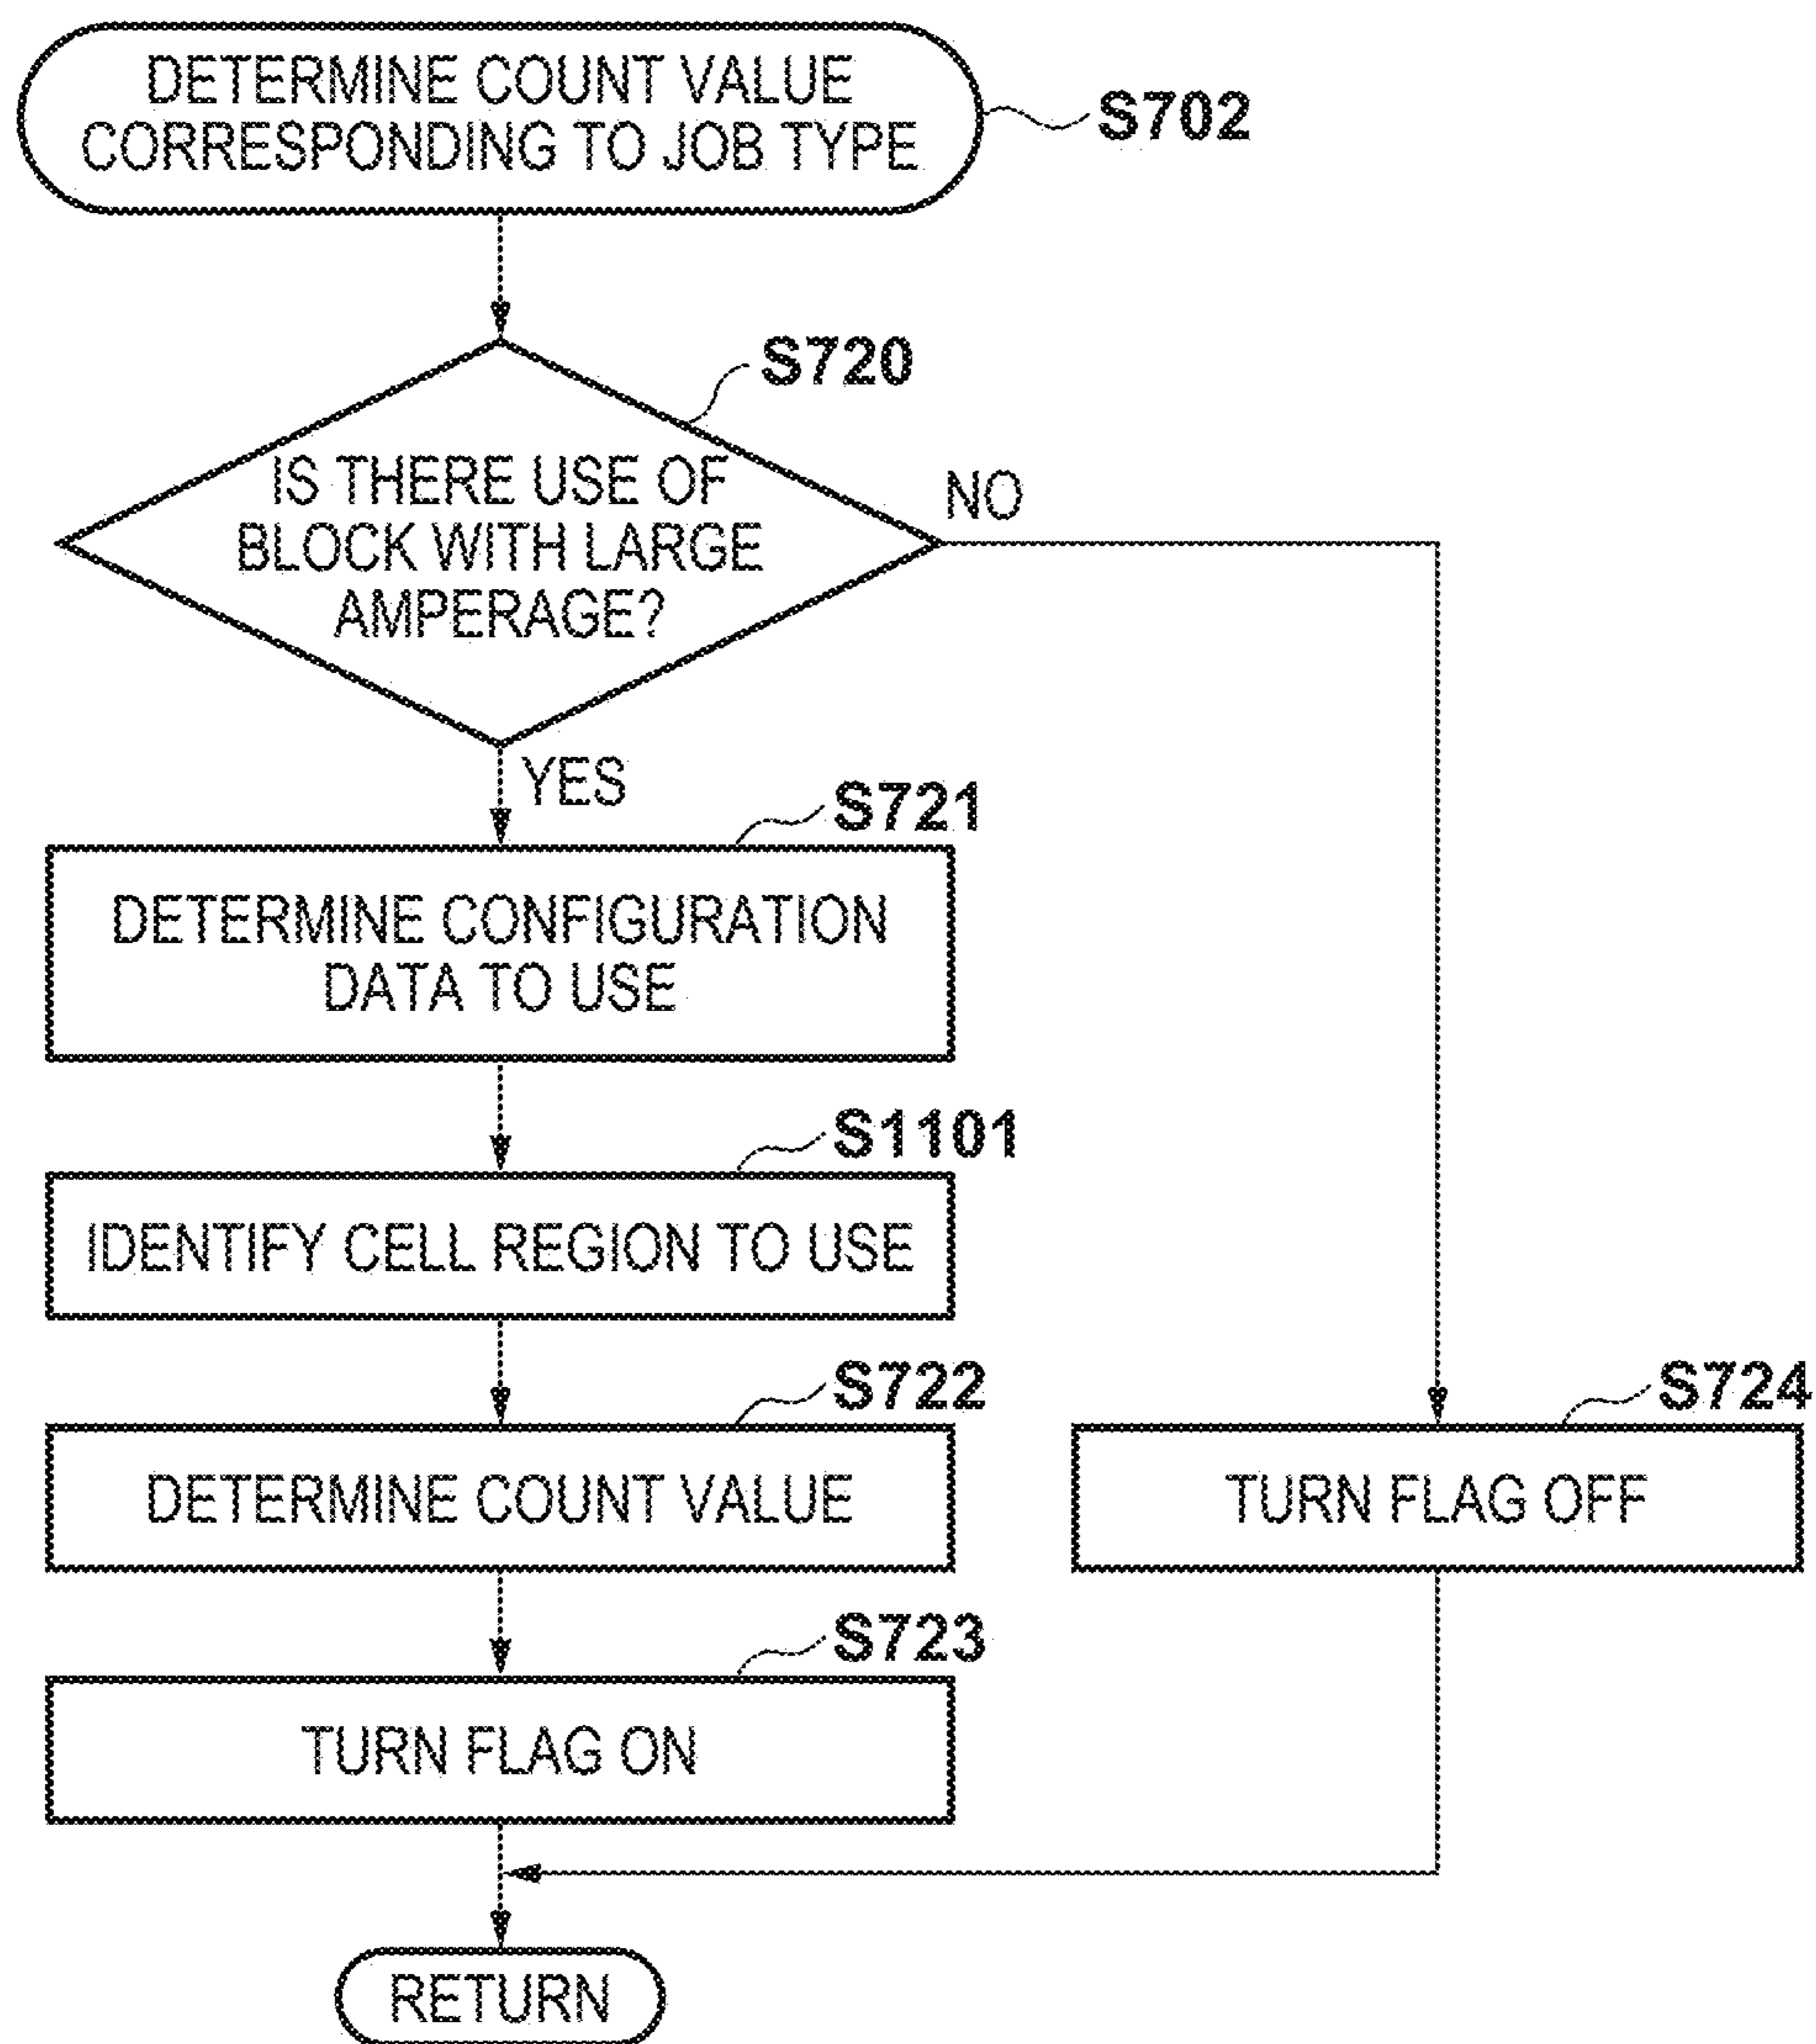 DETERMINE COUNT VALUE
CORRESPONDING TO JOB TYPE
S702
S720
IS THERE USE OF
BLOCK WITH LARGE
AMPERAGE?
NO
YES
S721
DETERMINE CONFIGURATION
DATA TO USE
S1101
IDENTIFY CELL REGION TO USE
S722
DETERMINE COUNT VALUE
S724
TURN FLAG OFF
S723
TURN FLAG ON
RETURN